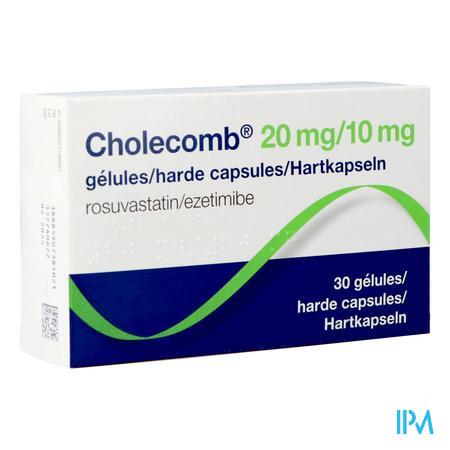 Cholecomb® 20 mg/10 mg
gélules/harde capsules/Hartkapseln
rosuvastatin/ezetimibe
30 gélules/
harde capsules/
Hartkapseln
IPM